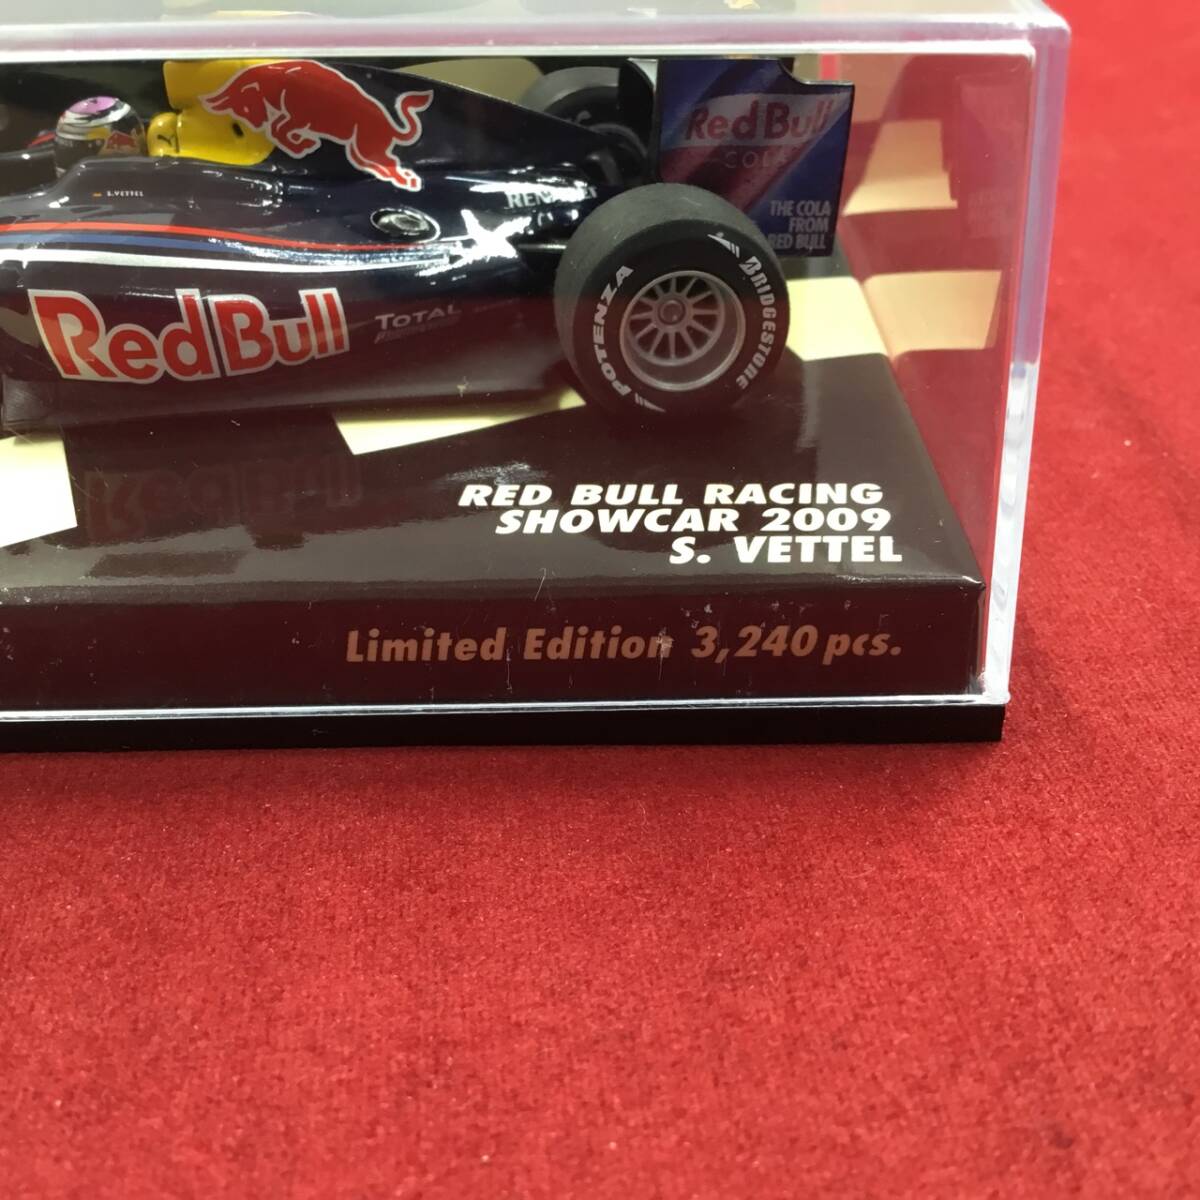 Red Bull
COLA
S.VETTEL
RENAULT
THE COLA
FROM
RED BULL
Red Bull
TOTAL
POTENZA
BRIDGESTONE
RED BULL RACING
SHOWCAR 2009
S. VETTEL
Limited Edition 3,240 pcs.